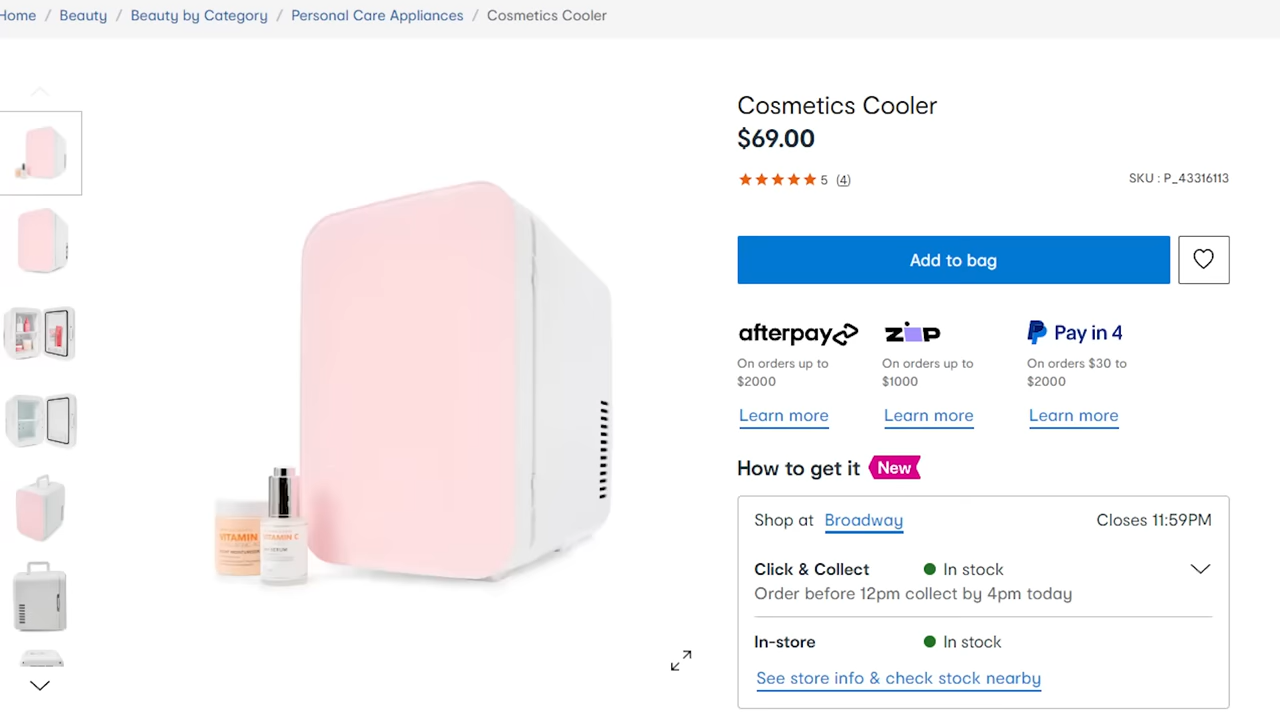 Home / Beauty / Beauty by Category / Personal Care Appliances / Cosmetics Cooler
Cosmetics Cooler
$69.00
5 (4)
SKU : P_43316113
Add to bag
afterpay
zip
Pay in 4
On orders up to
$2000
On orders up to
$1000
On orders $30 to
$2000
Learn more
Learn more
Learn more
How to get it New
Shop at Broadway
Closes 11:59PM
Click & Collect
In stock
Order before 12pm collect by 4pm today
In-store
In stock
See store info & check stock nearby
VITAMIN
VITAMIN C
SERUM